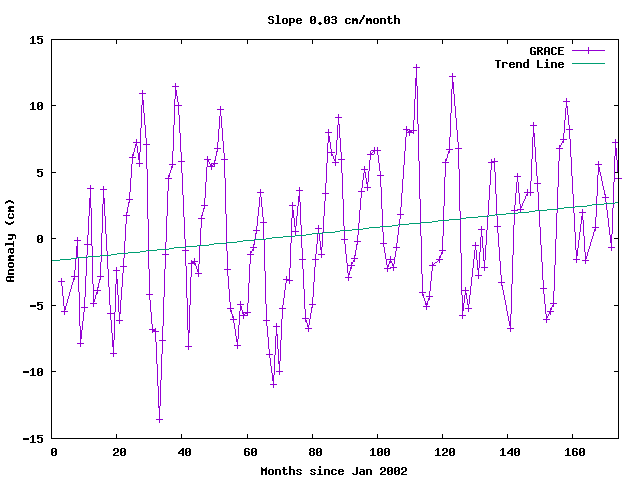 Slope 0.03 cm/month
GRACE
Trend Line
15
10
5
0
-5
-10
-15
Anomaly (cm)
0 20 40 60 80 100 120 140 160
Months since Jan 2002